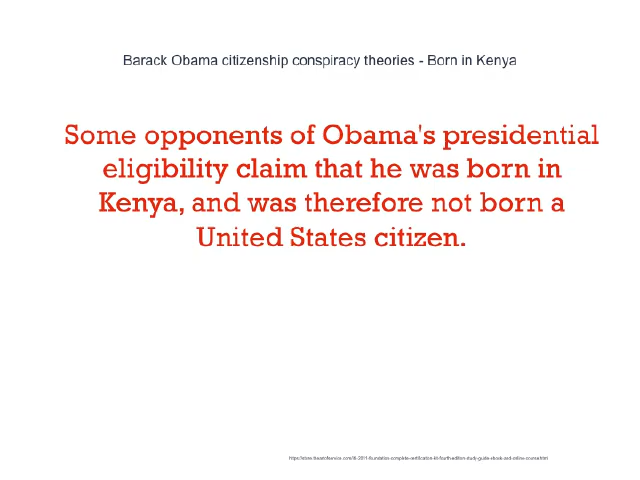 Barack Obama citizenship conspiracy theories - Born in Kenya
Some opponents of Obama's presidential
eligibility claim that he was born in
Kenya, and was therefore not born a
United States citizen.